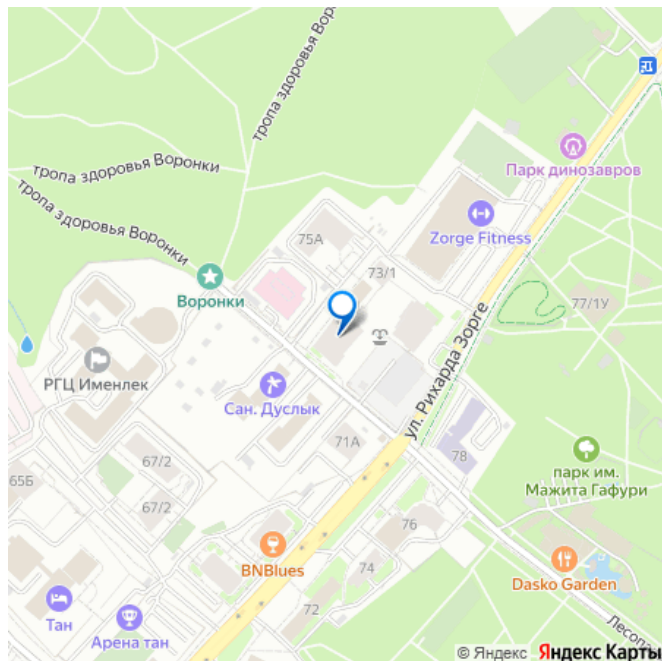 тропа здоровья Воронки
тропа здоровья Воронки
тропа здоровья Воронки
Парк динозавров
Zorge Fitness
75А
73/1
Воронки
77/1У
ул. Рихарда Зорге
РГЦ Именлек
Сан. Дуслык
71А
78
67/2
65Б
67/2
парк им.
Мажита Гафури
76
BNBlues
74
Dasko Garden
72
Тан
Арена тан
Лесопа
© Яндекс Яндекс Карты